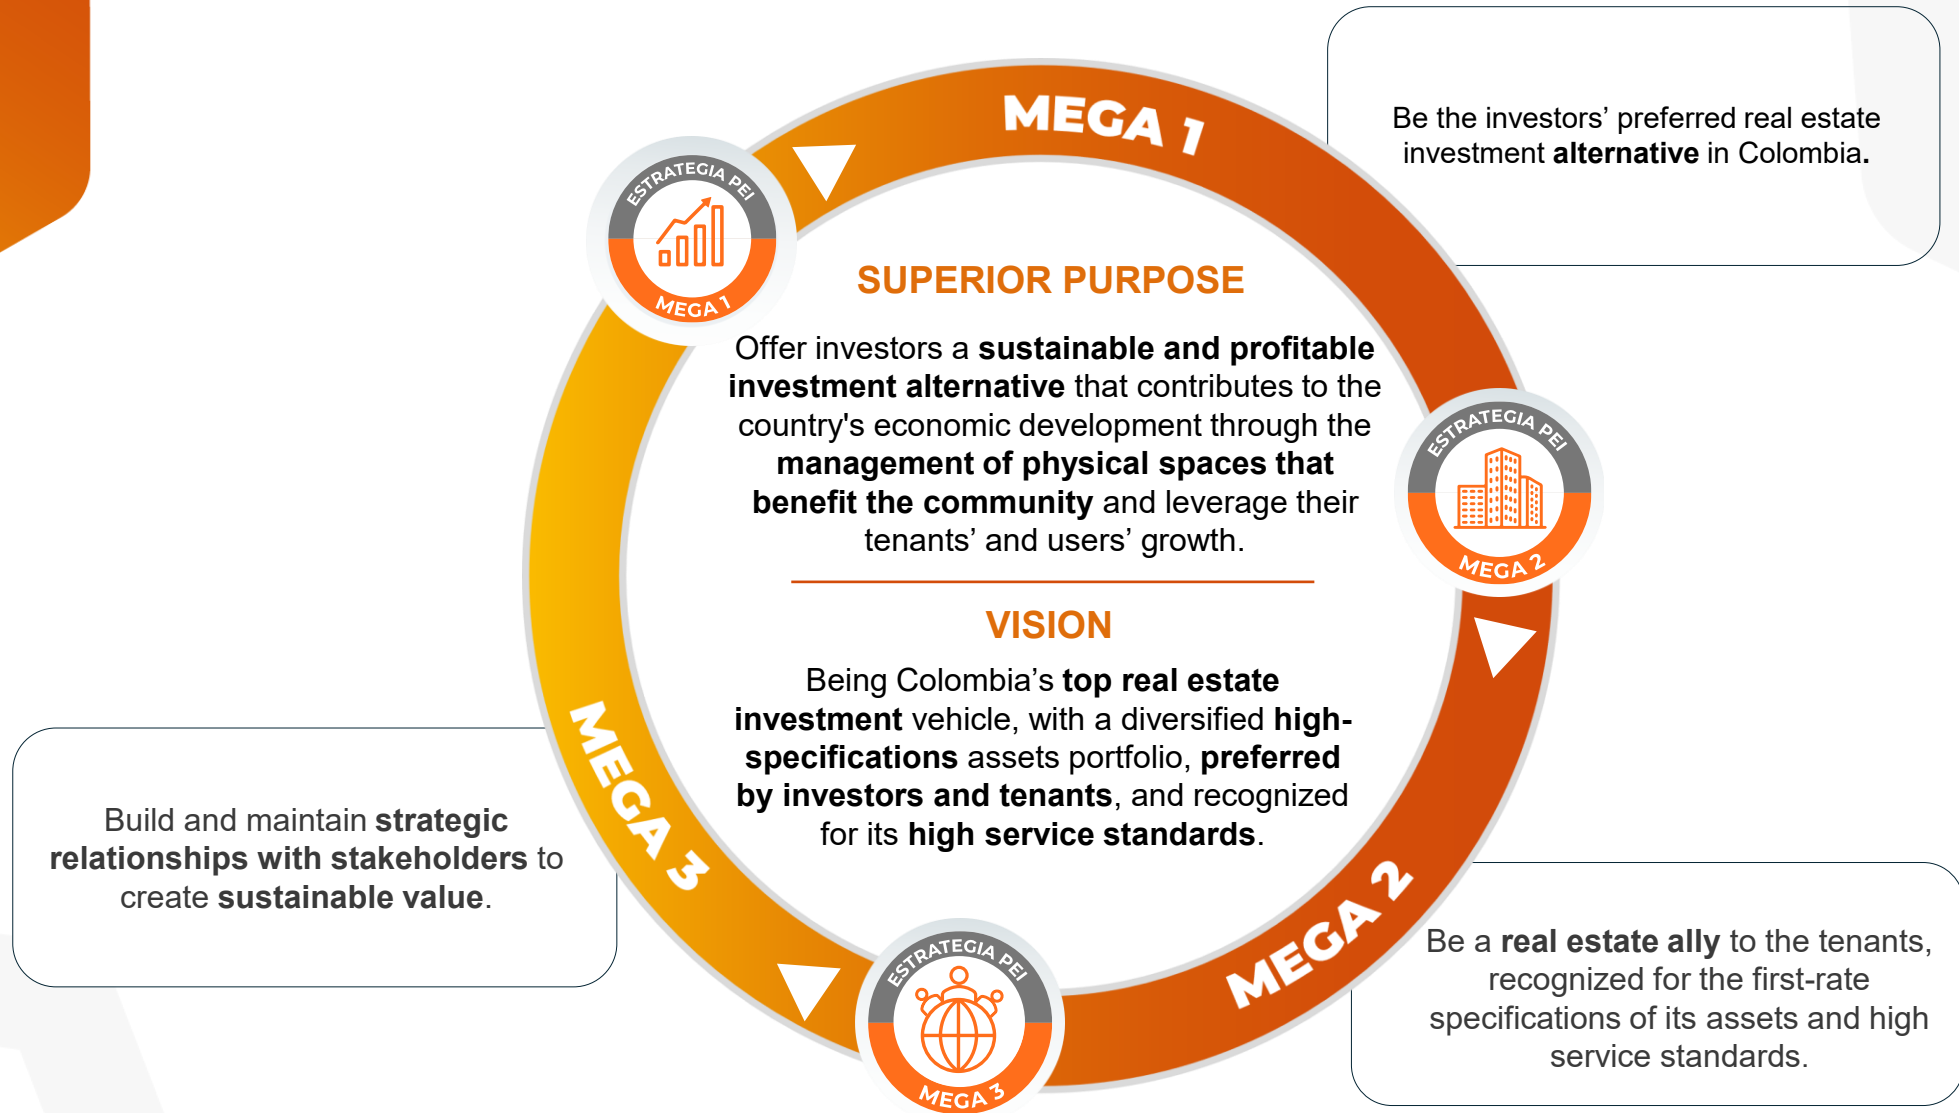 MEGA 1
Be the investors’ preferred real estate
investment alternative in Colombia.
ESTRATEGIA PEI
MEGA 1
SUPERIOR PURPOSE
Offer investors a sustainable and profitable
investment alternative that contributes to the
country's economic development through the
management of physical spaces that
benefit the community and leverage their
tenants’ and users’ growth.
ESTRATEGIA PEI
MEGA 2
VISION
Being Colombia’s top real estate
investment vehicle, with a diversified high-
specifications assets portfolio, preferred
by investors and tenants, and recognized
for its high service standards.
MEGA 3
Build and maintain strategic
relationships with stakeholders to
create sustainable value.
MEGA 2
Be a real estate ally to the tenants,
recognized for the first-rate
specifications of its assets and high
service standards.
ESTRATEGIA PEI
MEGA 3